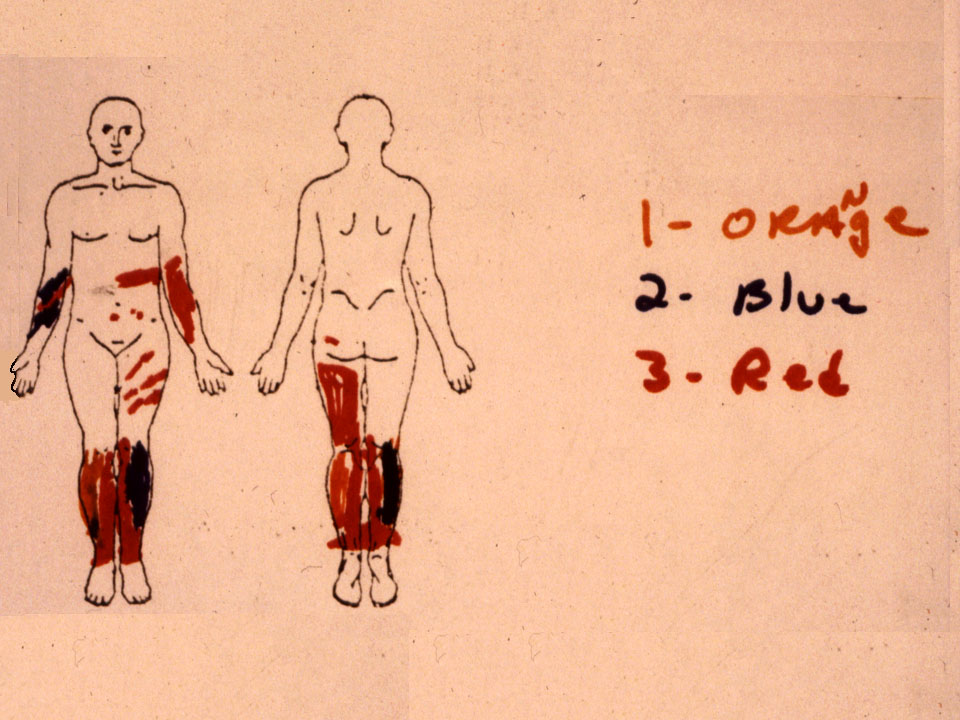 1- ORANge
2- Blue
3- Red